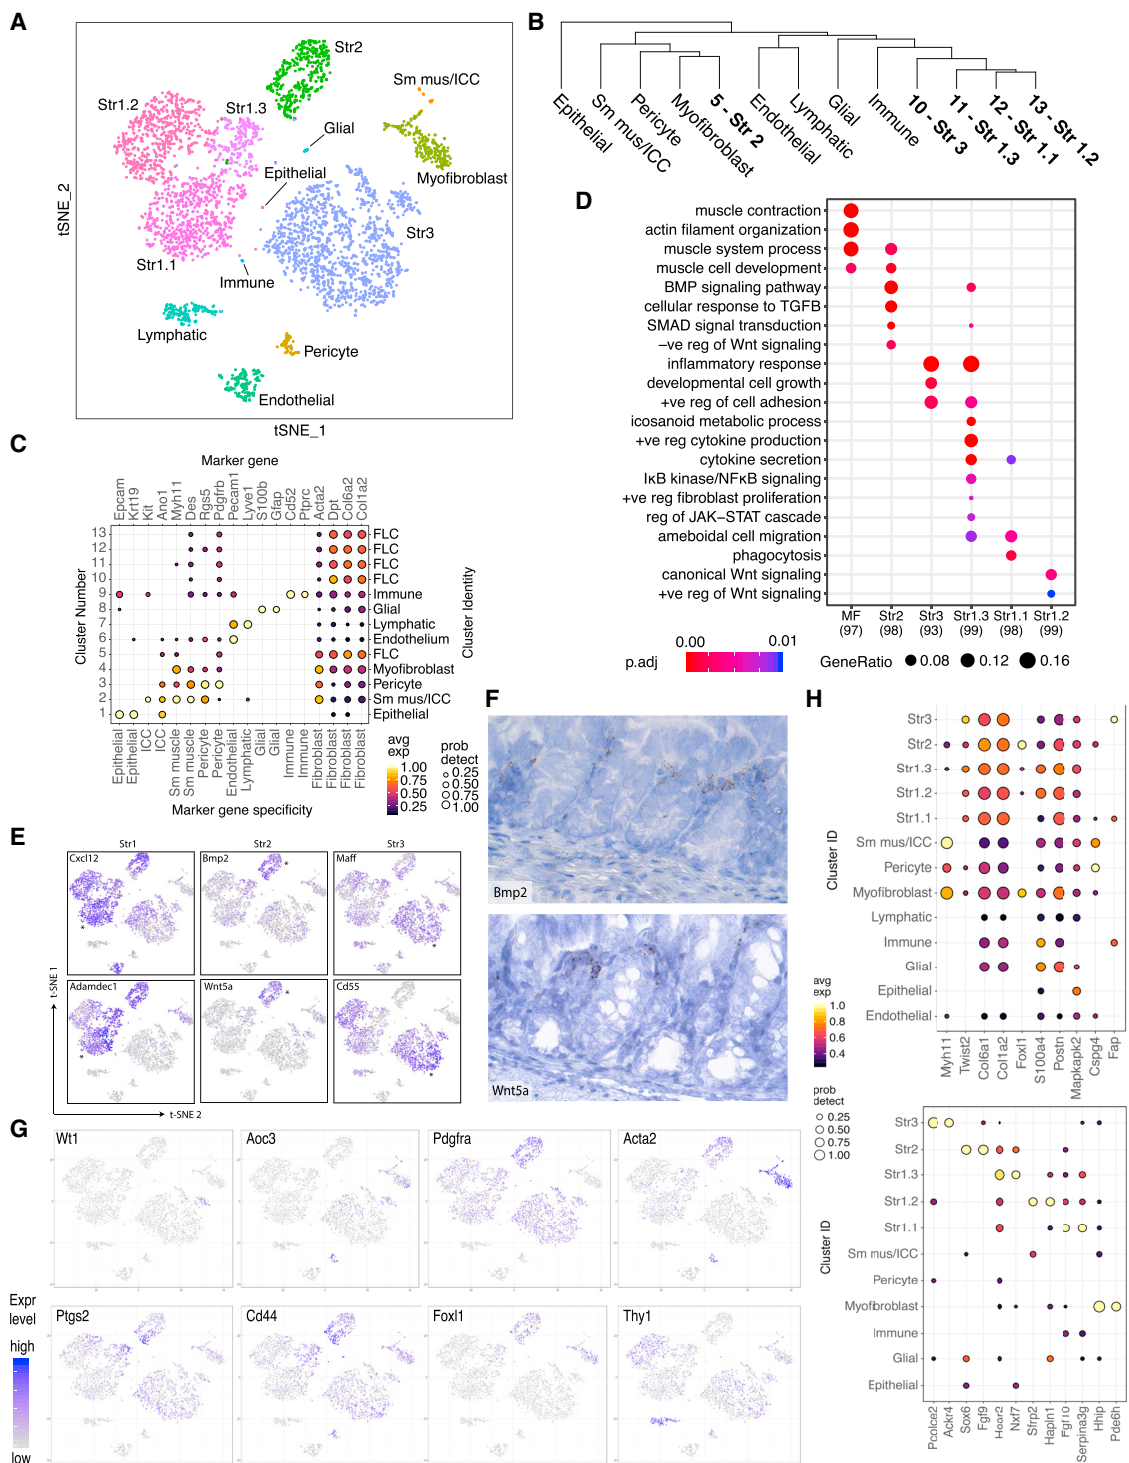 A
Str2
Sm mus/ICC
Str1.2
Str1.3
Glial
Epithelial
Myofibroblast
Str3
Str1.1
Immune
Lymphatic
Pericyte
Endothelial
tSNE_2
tSNE_1
B
Epithelial
Sm mus/ICC
Pericyte
Myofibroblast
5 - Str 2
Endothelial
Lymphatic
Glial
Immune
10 - Str 3
11 - Str 1.3
12 - Str 1.1
13 - Str 1.2
C
Marker gene
Epcam
Krt19
Kit
Ano1
Myh11
Des
Rgs5
Pdgfrb
Pecam1
Lyve1
S100b
Gfap
Cd52
Ptprc
Acta2
Dpt
Col6a2
Col1a2
Cluster Number
13 FLC
12 FLC
11 FLC
10 FLC
9 Immune
8 Glial
7 Lymphatic
6 Endothelium
5 FLC
4 Myofibroblast
3 Pericyte
2 Sm mus/ICC
1 Epithelial
Cluster Identity
Epithelial
Epithelial
ICC
ICC
Sm muscle
Sm muscle
Pericyte
Pericyte
Endothelial
Lymphatic
Glial
Glial
Immune
Immune
Fibroblast
Fibroblast
Fibroblast
Fibroblast
Marker gene specificity
avg
exp
1.00
0.75
0.50
0.25
prob
detect
0.25
0.50
0.75
1.00
D
muscle contraction
actin filament organization
muscle system process
muscle cell development
BMP signaling pathway
cellular response to TGFB
SMAD signal transduction
−ve reg of Wnt signaling
inflammatory response
developmental cell growth
+ve reg of cell adhesion
icosanoid metabolic process
+ve reg cytokine production
cytokine secretion
IκB kinase/NFκB signaling
+ve reg fibroblast proliferation
reg of JAK−STAT cascade
ameboidal cell migration
phagocytosis
canonical Wnt signaling
+ve reg of Wnt signaling
MF Str2 Str3 Str1.3 Str1.1 Str1.2
(97) (98) (93) (99) (98) (99)
0.00 0.01
p.adj
GeneRatio 0.08 0.12 0.16
E
Str1 Str2 Str3
Cxcl12
Bmp2
*
Maff
*
*
Adamdec1
*
Wnt5a
*
Cd55
*
t-SNE 1
t-SNE 2
F
Bmp2
Wnt5a
G
Wt1
Aoc3
Pdgfra
Acta2
Ptgs2
Cd44
Foxl1
Thy1
Expr
level
high
low
H
Str3
Str2
Str1.3
Str1.2
Str1.1
Sm mus/ICC
Pericyte
Myofibroblast
Lymphatic
Immune
Glial
Epithelial
Endothelial
Cluster ID
Myh11
Twist2
Col6a1
Col1a2
Foxl1
S100a4
Postn
Mapkapk2
Cspg4
Fap
avg
exp
1.0
0.8
0.6
0.4
prob
detect
0.25
0.50
0.75
1.00
Str3
Str2
Str1.3
Str1.2
Str1.1
Sm mus/ICC
Pericyte
Myofibroblast
Immune
Glial
Epithelial
Cluster ID
Pcolce2
Ackr4
Sox6
Fgf9
Hcar2
Nxf7
Sfrp2
Hapln1
Fgf10
Serpina3g
Hhip
Pde6h